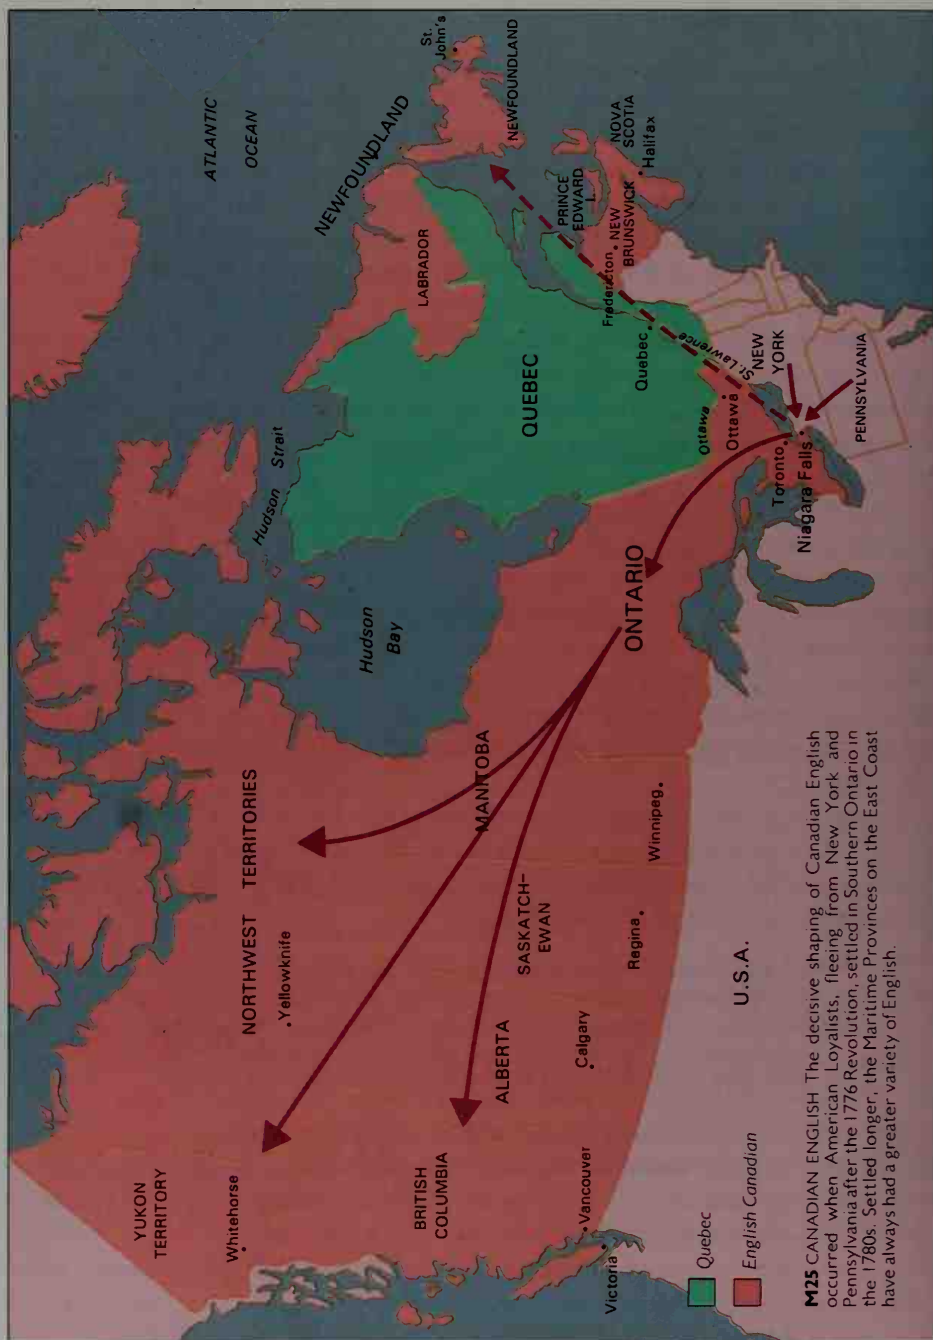 YUKON
TERRITORY
Whitehorse
NORTHWEST TERRITORIES
Yellowknife
BRITISH
COLUMBIA
ALBERTA
SASKATCH-
EWAN
MANITOBA
Vancouver
Victoria
Calgary
Regina
Winnipeg
Hudson
Bay
Hudson Strait
ONTARIO
QUEBEC
LABRADOR
NEWFOUNDLAND
ATLANTIC
OCEAN
St.
John's
NEWFOUNDLAND
PRINCE
EDWARD
I.
NOVA
SCOTIA
Halifax
Fredericton
NEW
BRUNSWICK
Quebec
St. Lawrence
Ottawa
Ottawa
Toronto
Niagara Falls
NEW
YORK
PENNSYLVANIA
U.S.A.
Quebec
English Canadian
M25 CANADIAN ENGLISH The decisive shaping of Canadian English
occurred when American Loyalists, fleeing from New York and
Pennsylvania after the 1776 Revolution, settled in Southern Ontario in
the 1780s. Settled longer, the Maritime Provinces on the East Coast
have always had a greater variety of English.